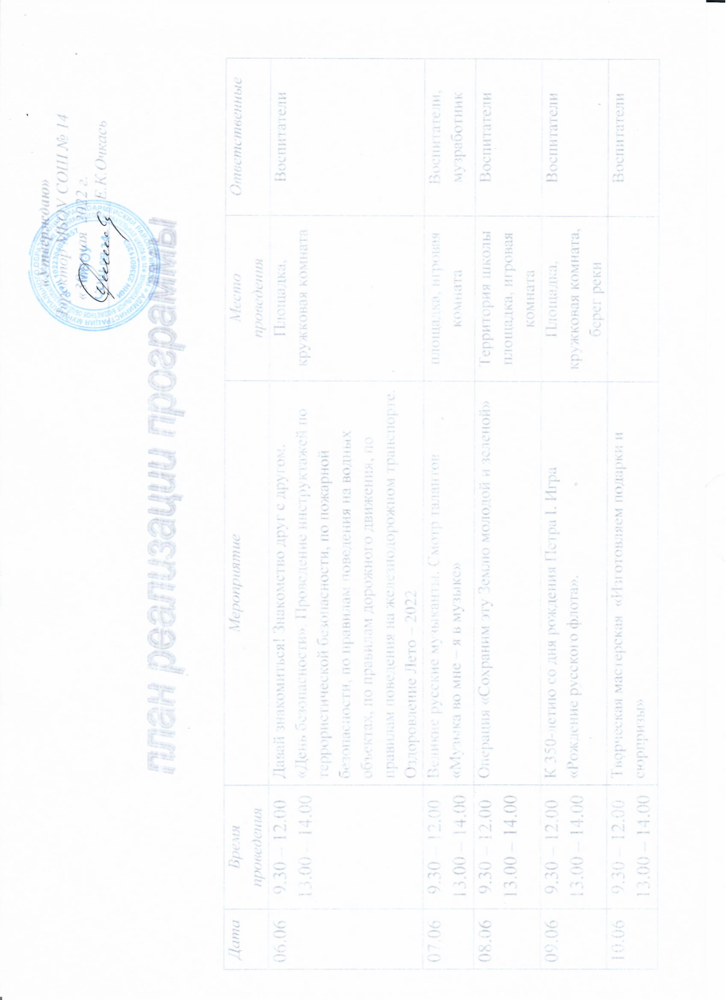 «Утверждаю»
Директор МБОУ СОШ № 14
мая 2022 г.
Е.К.Очкась
план реализации программы
Дата
Время
проведения
Мероприятие
Место
проведения
Ответственные
06.06
9.30 – 12.00
13.00 – 14.00
Давай знакомиться! Знакомство друг с другом.
«День безопасности». Проведение инструктажей по
террористической безопасности, по пожарной
безопасности, по правилам поведения на водных
объектах, по правилам дорожного движения, по
правилам поведения на железнодорожном транспорте.
Оздоровление Лето – 2022
Площадка,
кружковая комната
Воспитатели
07.06
9.30 – 12.00
13.00 – 14.00
Великие русские музыканты. Смотр талантов
«Музыка во мне – я в музыке»
площадка, игровая
комната
Воспитатели,
музработник
08.06
9.30 – 12.00
13.00 – 14.00
Операция «Сохраним эту Землю молодой и зеленой»
Территория школы
площадка, игровая
комната
Воспитатели
09.06
9.30 – 12.00
13.00 – 14.00
К 350-летию со дня рождения Петра I. Игра
«Рождение русского флота».
Площадка,
кружковая комната,
берег реки
Воспитатели
10.06
9.30 – 12.00
13.00 – 14.00
Творческая мастерская «Изготовляем подарки и
сюрпризы»
Воспитатели